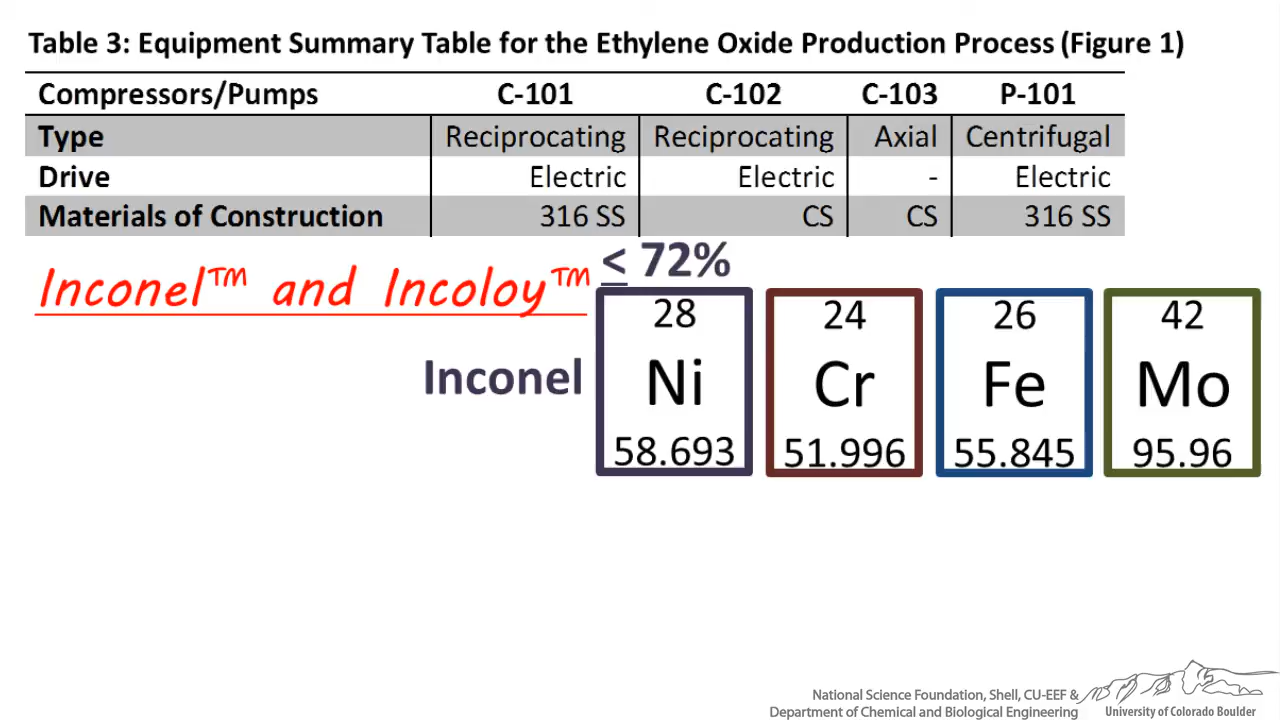 Table 3: Equipment Summary Table for the Ethylene Oxide Production Process (Figure 1)
Compressors/Pumps C-101 C-102 C-103 P-101
Type Reciprocating Reciprocating Axial Centrifugal
Drive Electric Electric - Electric
Materials of Construction 316 SS CS CS 316 SS
Inconel™ and Incoloy™
≤ 72%
28 24 26 42
Inconel Ni Cr Fe Mo
58.693 51.996 55.845 95.96
National Science Foundation, Shell, CU-EEF &
Department of Chemical and Biological Engineering
University of Colorado Boulder